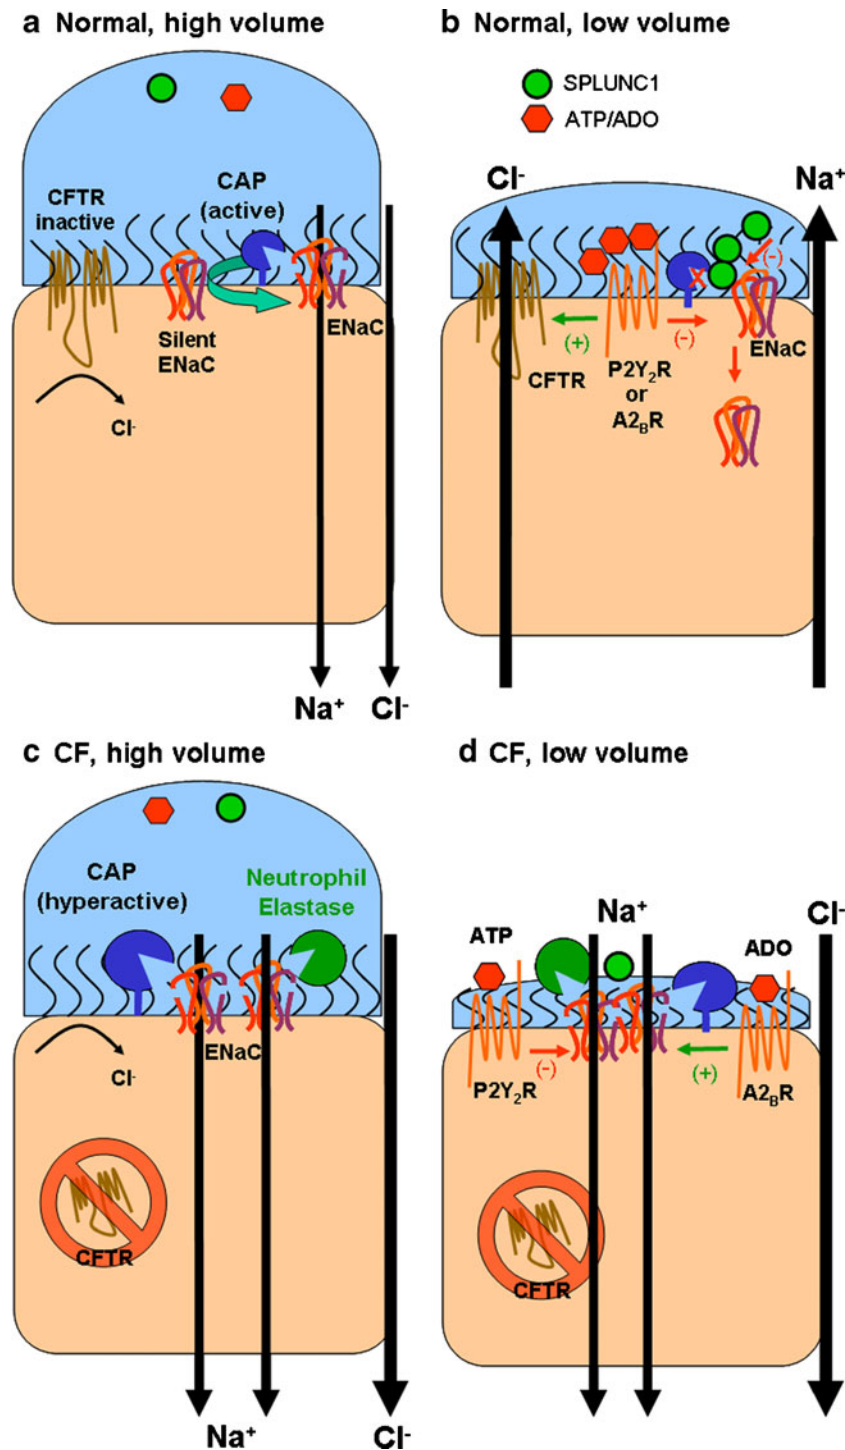 a Normal, high volume
CFTR
inactive
CAP
(active)
Silent
ENaC
ENaC
Cl-
Na+
Cl-
b Normal, low volume
SPLUNC1
ATP/ADO
Cl-
Na+
(-)
X
(+)
(-)
ENaC
CFTR
P2Y2R
or
A2BR
c CF, high volume
CAP
(hyperactive)
Neutrophil
Elastase
ENaC
Cl-
CFTR
Na+
Cl-
d CF, low volume
Na+
Cl-
ATP
ADO
(-)
(+)
P2Y2R
A2BR
CFTR